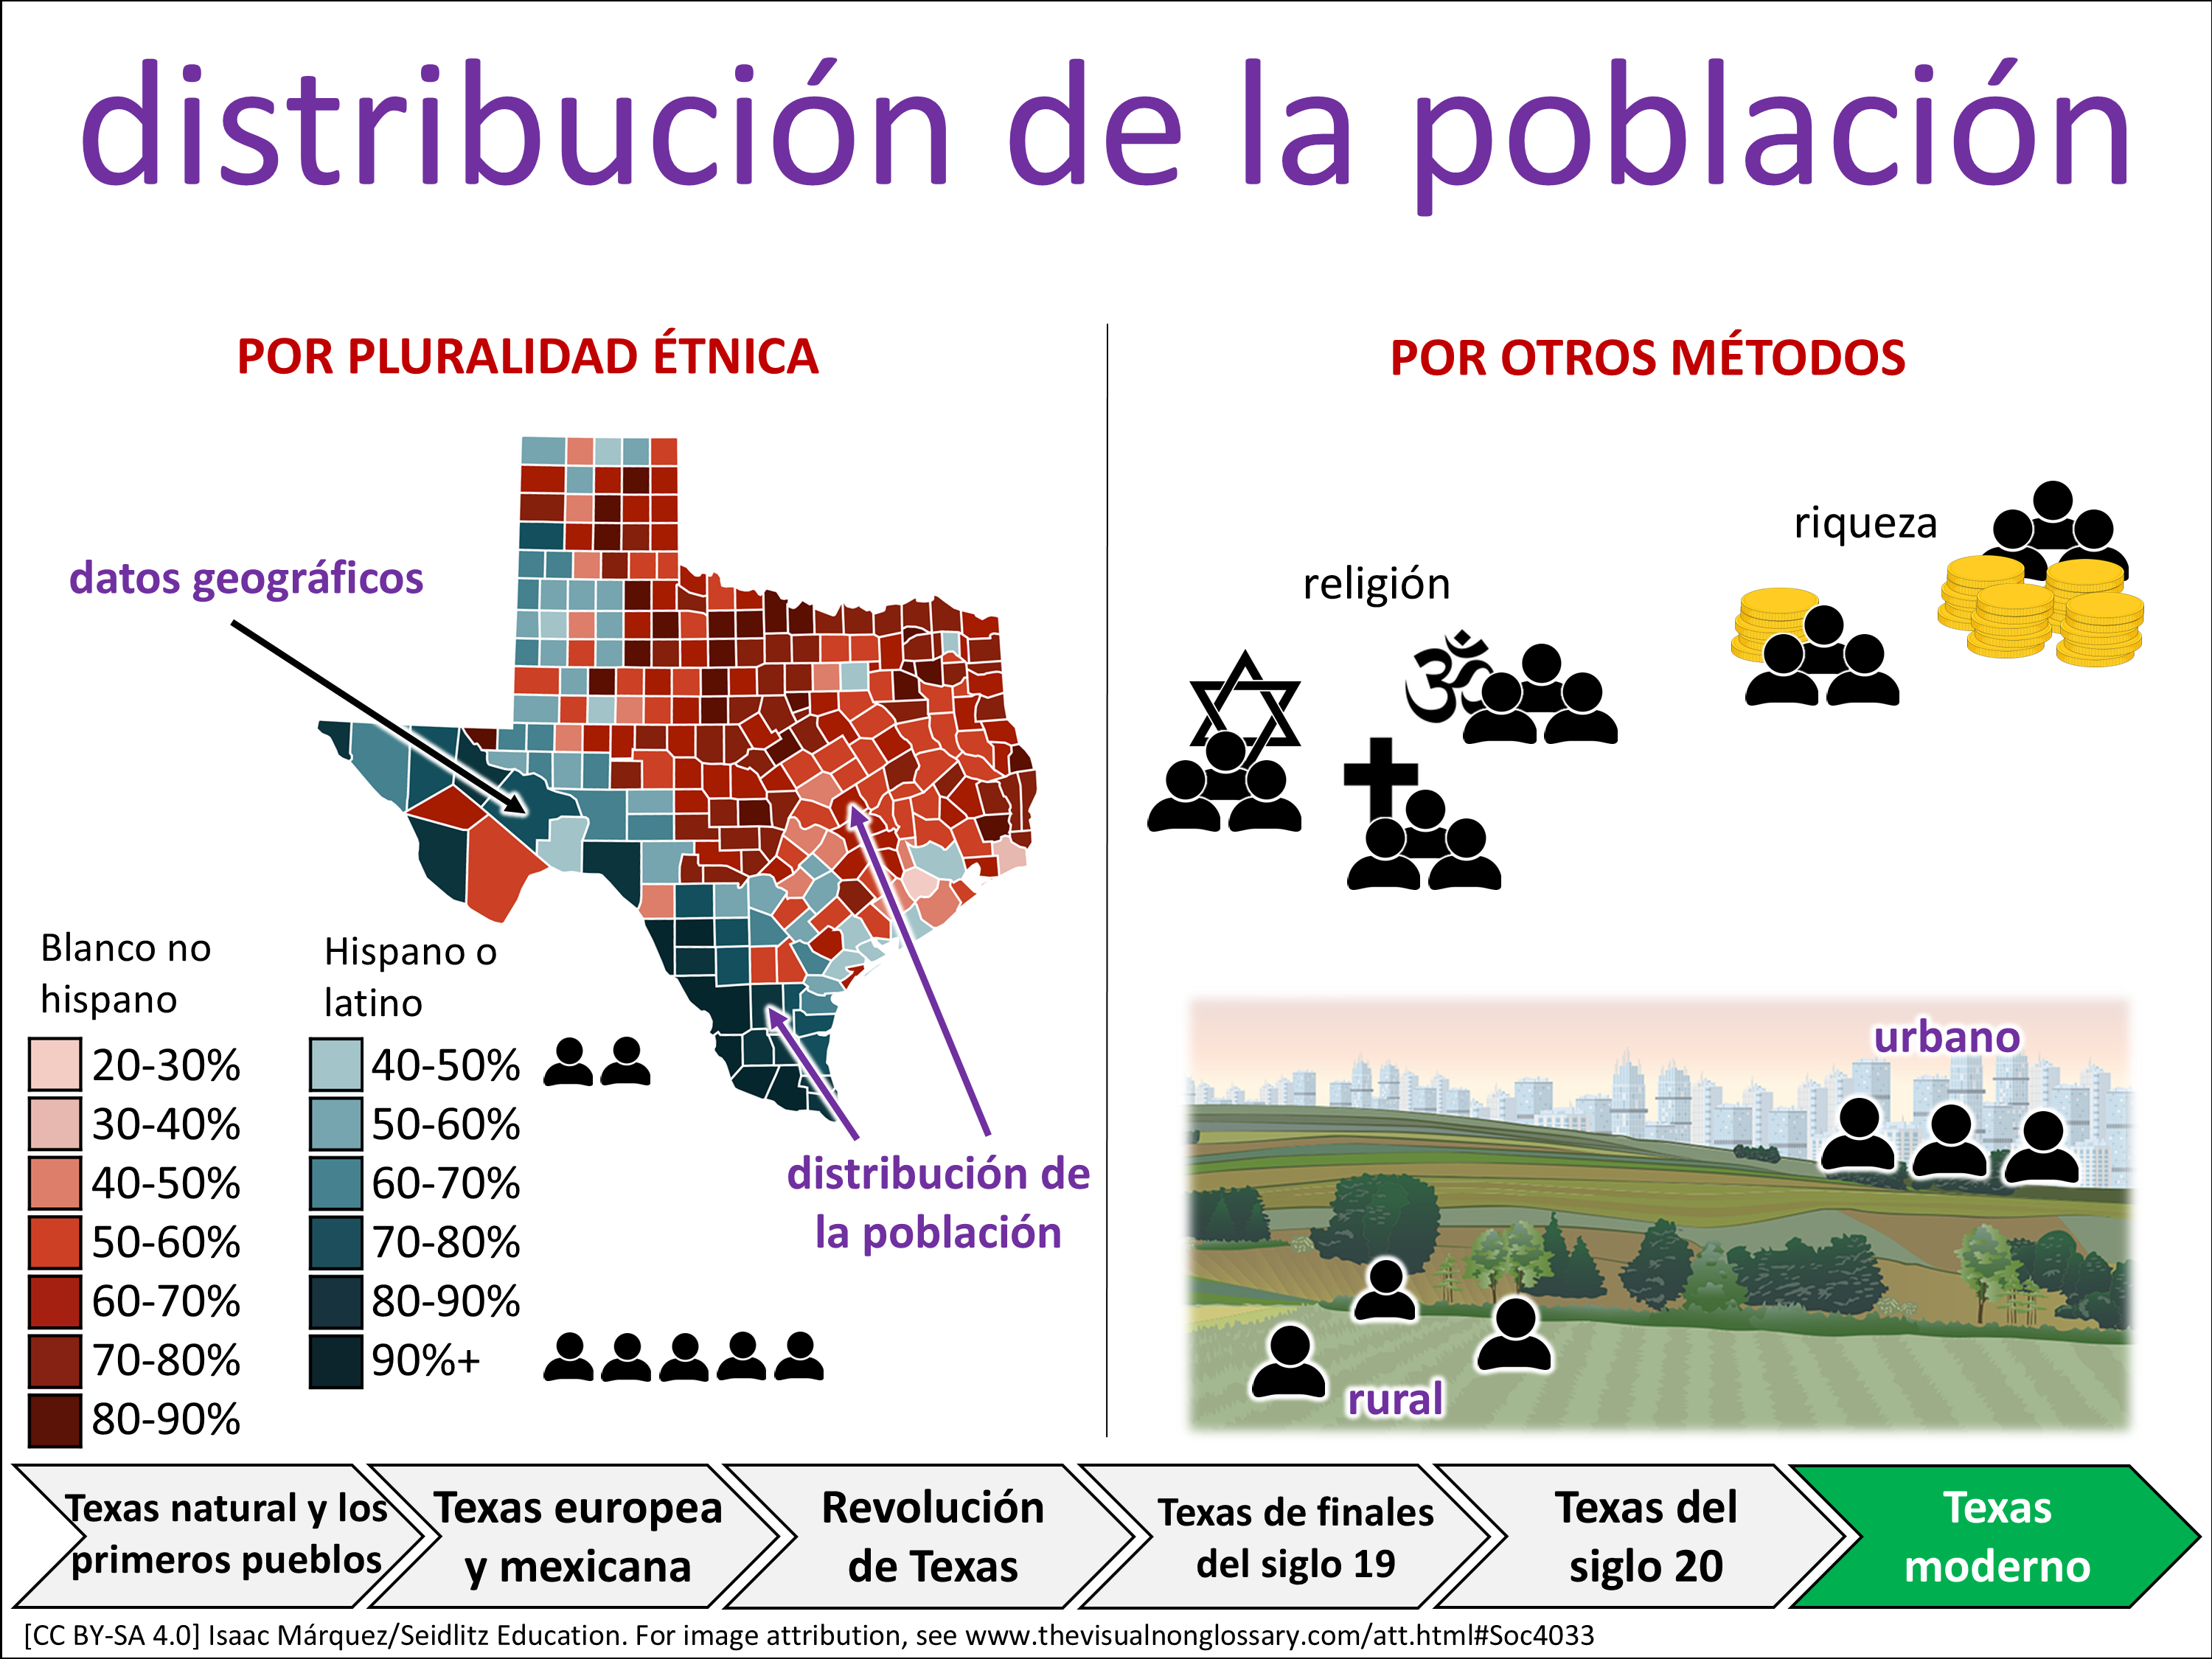 distribución de la población
POR PLURALIDAD ÉTNICA
datos geográficos
Blanco no
hispano
20-30%
30-40%
40-50%
50-60%
60-70%
70-80%
80-90%
Hispano o
latino
40-50%
50-60%
60-70%
70-80%
80-90%
90%+
distribución de
la población
POR OTROS MÉTODOS
religión
riqueza
urbano
rural
Texas natural y los
primeros pueblos
Texas europea
y mexicana
Revolución
de Texas
Texas de finales
del siglo 19
Texas del
siglo 20
Texas
moderno
[CC BY-SA 4.0] Isaac Márquez/Seidlitz Education. For image attribution, see www.thevisualnonglossary.com/att.html#Soc4033